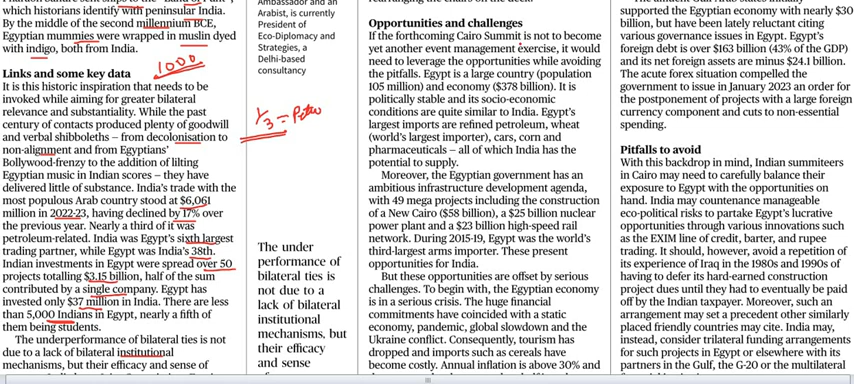 which historians identify with peninsular India.
By the middle of the second millennium BCE,
Egyptian mummies were wrapped in muslin dyed
with indigo, both from India.
1000
Links and some key data
It is this historic inspiration that needs to be
invoked while aiming for greater bilateral
relevance and substantiality. While the past
century of contacts produced plenty of goodwill
and verbal shibboleths – from decolonisation to
non-alignment and from Egyptians'
Bollywood-frenzy to the addition of lilting
Egyptian music in Indian scores – they have
delivered little of substance. India's trade with the
most populous Arab country stood at $6,061
million in 2022-23, having declined by 17% over
the previous year. Nearly a third of it was
petroleum-related. India was Egypt's sixth largest
trading partner, while Egypt was India's 38th.
Indian investments in Egypt were spread over 50
projects totalling $3.15 billion, half of the sum
contributed by a single company. Egypt has
invested only $37 million in India. There are less
than 5,000 Indians in Egypt, nearly a fifth of
them being students.
The underperformance of bilateral ties is not
due to a lack of bilateral institutional
mechanisms, but their efficacy and sense of
Ambassador and an
Arabist, is currently
President of
Eco-Diplomacy and
Strategies, a
Delhi-based
consultancy
1/3 = Petro
The under
performance of
bilateral ties is
not due to a
lack of bilateral
institutional
mechanisms, but
their efficacy
and sense
rearranging the chairs on the deck.
Opportunities and challenges
If the forthcoming Cairo Summit is not to become
yet another event management exercise, it would
need to leverage the opportunities while avoiding
the pitfalls. Egypt is a large country (population
105 million) and economy ($378 billion). It is
politically stable and its socio-economic
conditions are quite similar to India. Egypt's
largest imports are refined petroleum, wheat
(world's largest importer), cars, corn and
pharmaceuticals – all of which India has the
potential to supply.
Moreover, the Egyptian government has an
ambitious infrastructure development agenda,
with 49 mega projects including the construction
of a New Cairo ($58 billion), a $25 billion nuclear
power plant and a $23 billion high-speed rail
network. During 2015-19, Egypt was the world's
third-largest arms importer. These present
opportunities for India.
But these opportunities are offset by serious
challenges. To begin with, the Egyptian economy
is in a serious crisis. The huge financial
commitments have coincided with a static
economy, pandemic, global slowdown and the
Ukraine conflict. Consequently, tourism has
dropped and imports such as cereals have
become costly. Annual inflation is above 30% and
supported the Egyptian economy with nearly $30
billion, but have been lately reluctant citing
various governance issues in Egypt. Egypt's
foreign debt is over $163 billion (43% of the GDP)
and its net foreign assets are minus $24.1 billion.
The acute forex situation compelled the
government to issue in January 2023 an order for
the postponement of projects with a large foreign
currency component and cuts to non-essential
spending.
Pitfalls to avoid
With this backdrop in mind, Indian summiteers
in Cairo may need to carefully balance their
exposure to Egypt with the opportunities on
hand. India may countenance manageable
eco-political risks to partake Egypt's lucrative
opportunities through various innovations such
as the EXIM line of credit, barter, and rupee
trading. It should, however, avoid a repetition of
its experience of Iraq in the 1980s and 1990s of
having to defer its hard-earned construction
project dues until they had to eventually be paid
off by the Indian taxpayer. Moreover, such an
arrangement may set a precedent other similarly
placed friendly countries may cite. India may,
instead, consider trilateral funding arrangements
for such projects in Egypt or elsewhere with its
partners in the Gulf, the G-20 or the multilateral